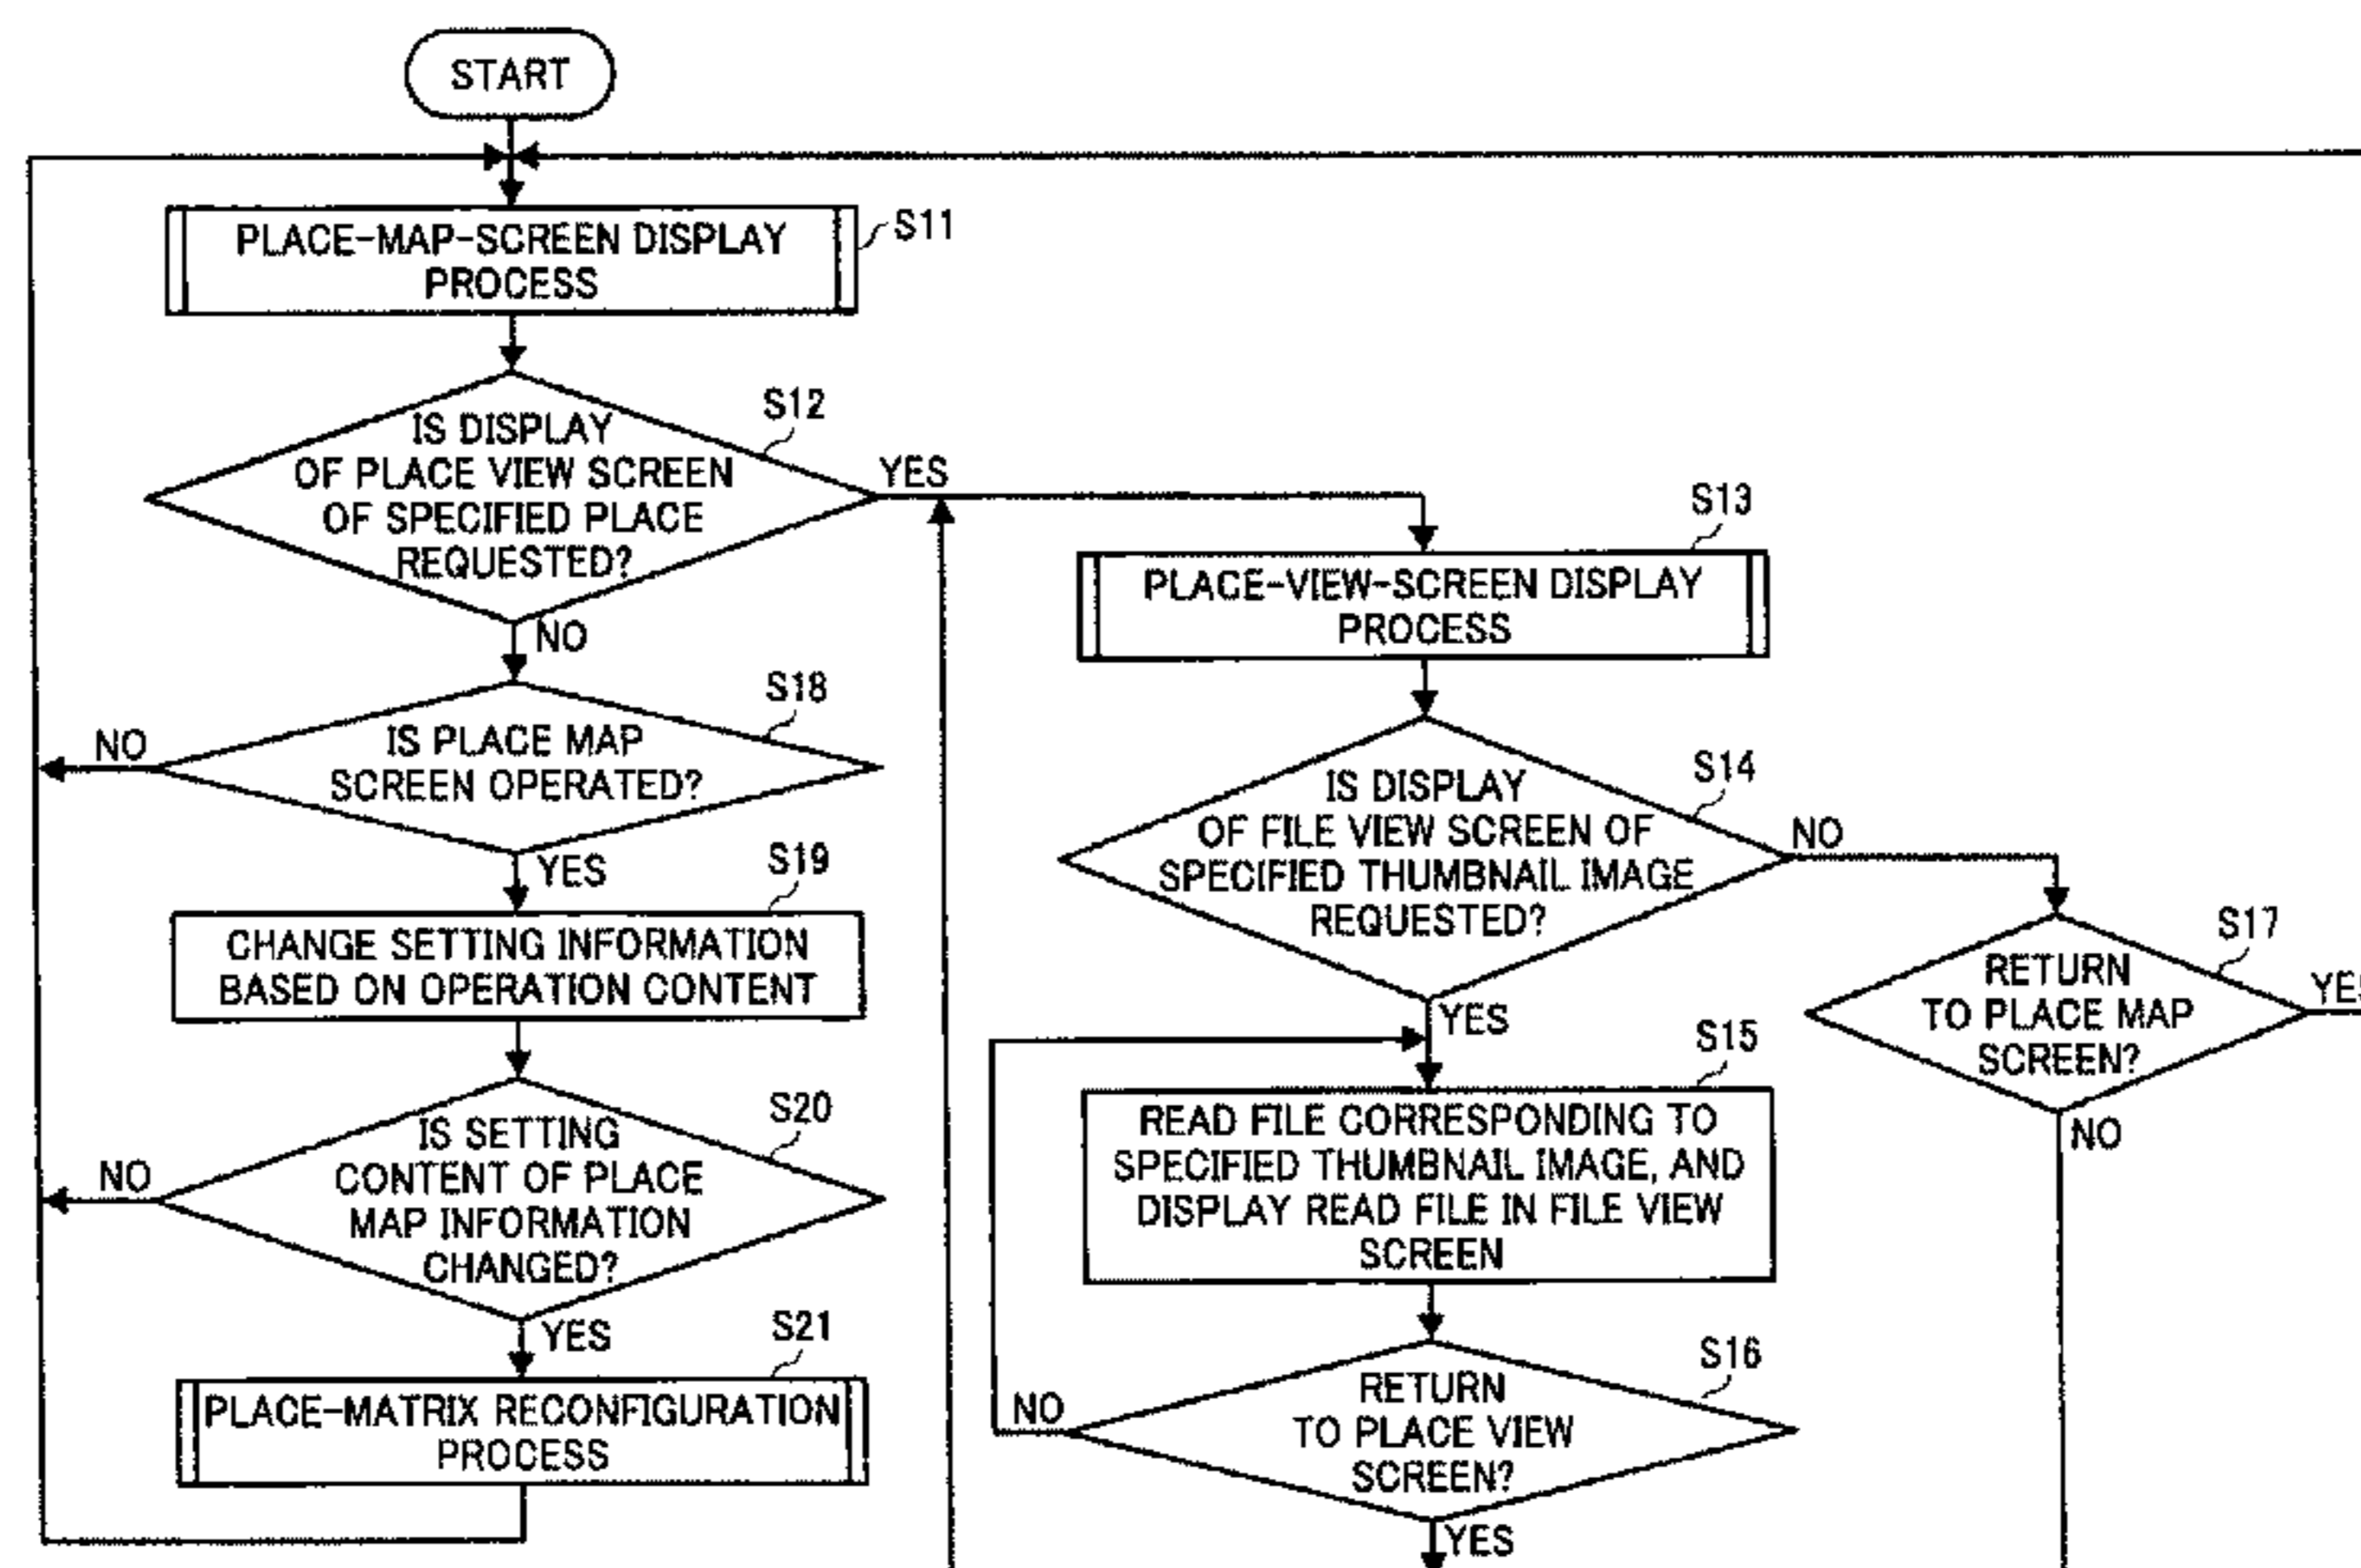 START
PLACE-MAP-SCREEN DISPLAY
PROCESS
S11
S12
IS DISPLAY
OF PLACE VIEW SCREEN
OF SPECIFIED PLACE
REQUESTED?
YES
NO
S18
IS PLACE MAP
SCREEN OPERATED?
NO
YES
S19
CHANGE SETTING INFORMATION
BASED ON OPERATION CONTENT
S20
IS SETTING
CONTENT OF PLACE
MAP INFORMATION
CHANGED?
NO
YES
S21
PLACE-MATRIX RECONFIGURATION
PROCESS
S13
PLACE-VIEW-SCREEN DISPLAY
PROCESS
S14
IS DISPLAY
OF FILE VIEW SCREEN OF
SPECIFIED THUMBNAIL IMAGE
REQUESTED?
NO
YES
S15
READ FILE CORRESPONDING TO
SPECIFIED THUMBNAIL IMAGE, AND
DISPLAY READ FILE IN FILE VIEW
SCREEN
S16
RETURN
TO PLACE VIEW
SCREEN?
NO
YES
S17
RETURN
TO PLACE MAP
SCREEN?
YES
NO